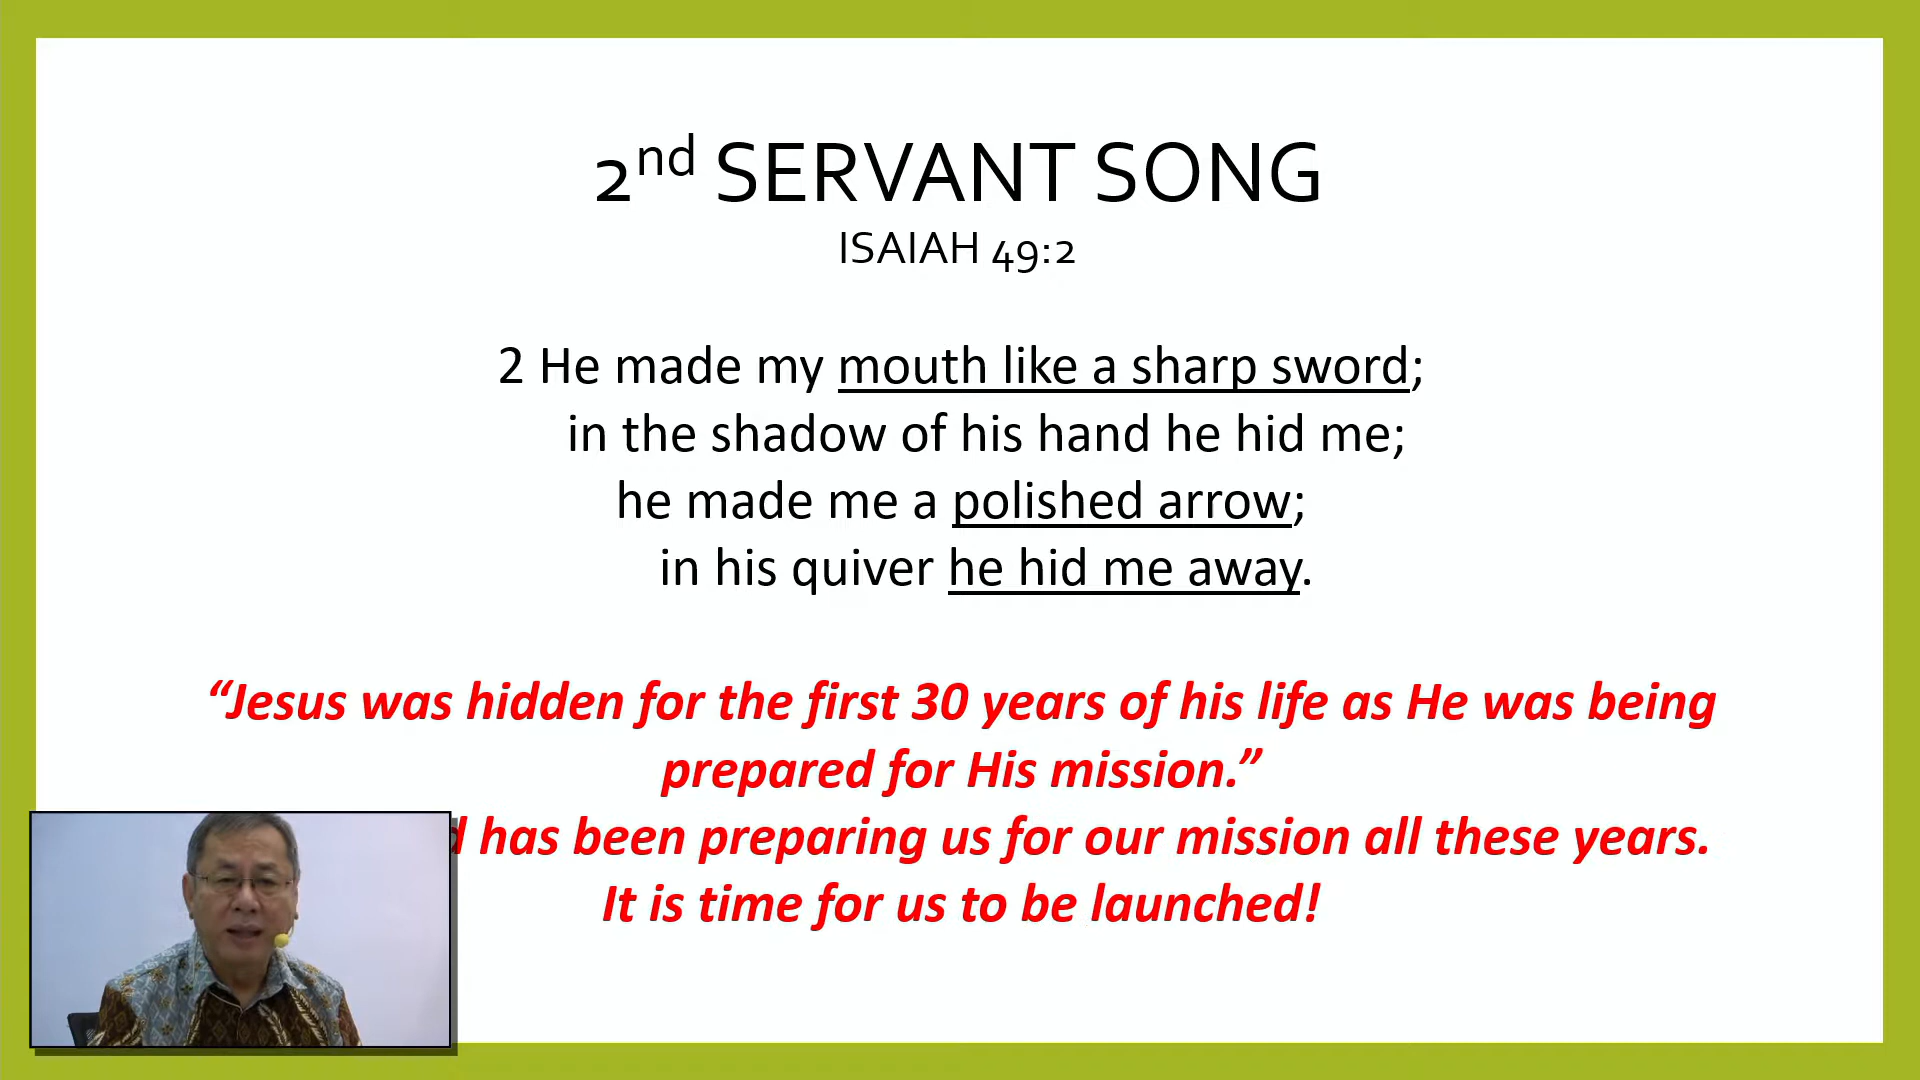 2nd SERVANT SONG
ISAIAH 49:2
2 He made my mouth like a sharp sword;
in the shadow of his hand he hid me;
he made me a polished arrow;
in his quiver he hid me away.
“Jesus was hidden for the first 30 years of his life as He was being
prepared for His mission.”
has been preparing us for our mission all these years.
It is time for us to be launched!